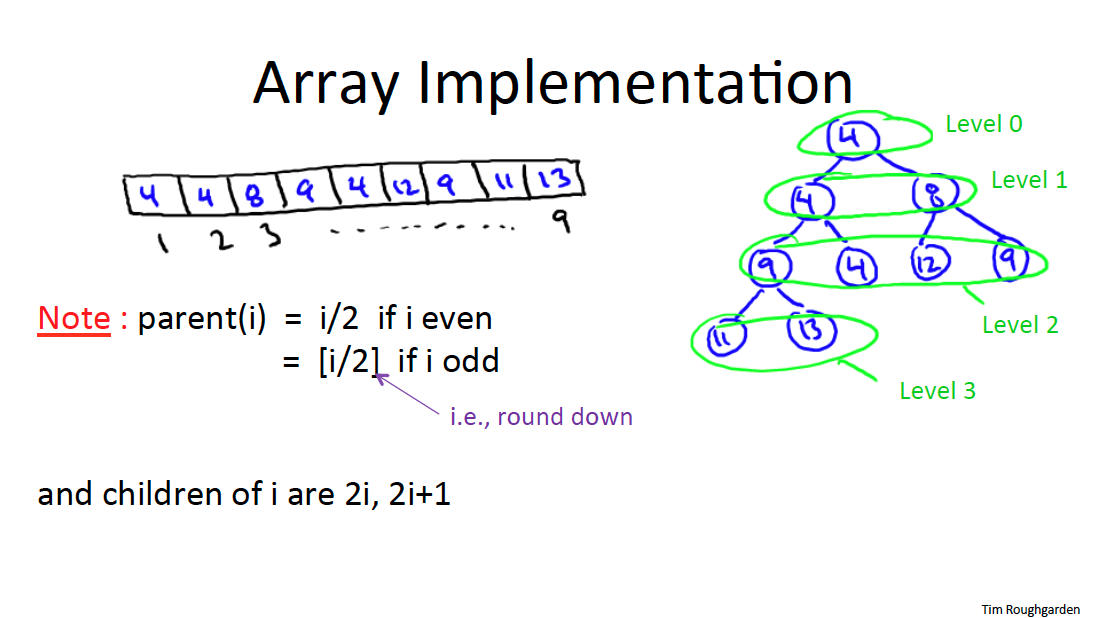 Array Implementation
4 4 8 9 4 12 9 11 13
1 2 3 ............ 9
Note : parent(i) = i/2 if i even
= [i/2] if i odd
i.e., round down
and children of i are 2i, 2i+1
4 Level 0
4 8 Level 1
9 4 12 9
Level 2
11 13
Level 3
Tim Roughgarden